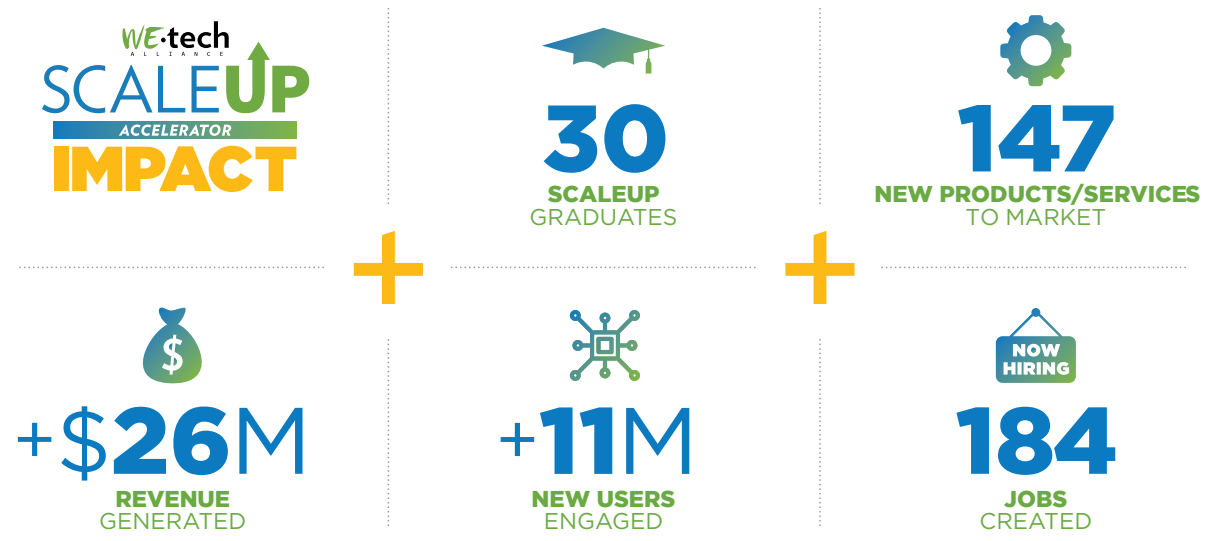 WE·tech
ALLIANCE
SCALEUP
ACCELERATOR
IMPACT
30
SCALEUP
GRADUATES
147
NEW PRODUCTS/SERVICES
TO MARKET
$
+$26M
REVENUE
GENERATED
+11M
NEW USERS
ENGAGED
NOW
HIRING
184
JOBS
CREATED